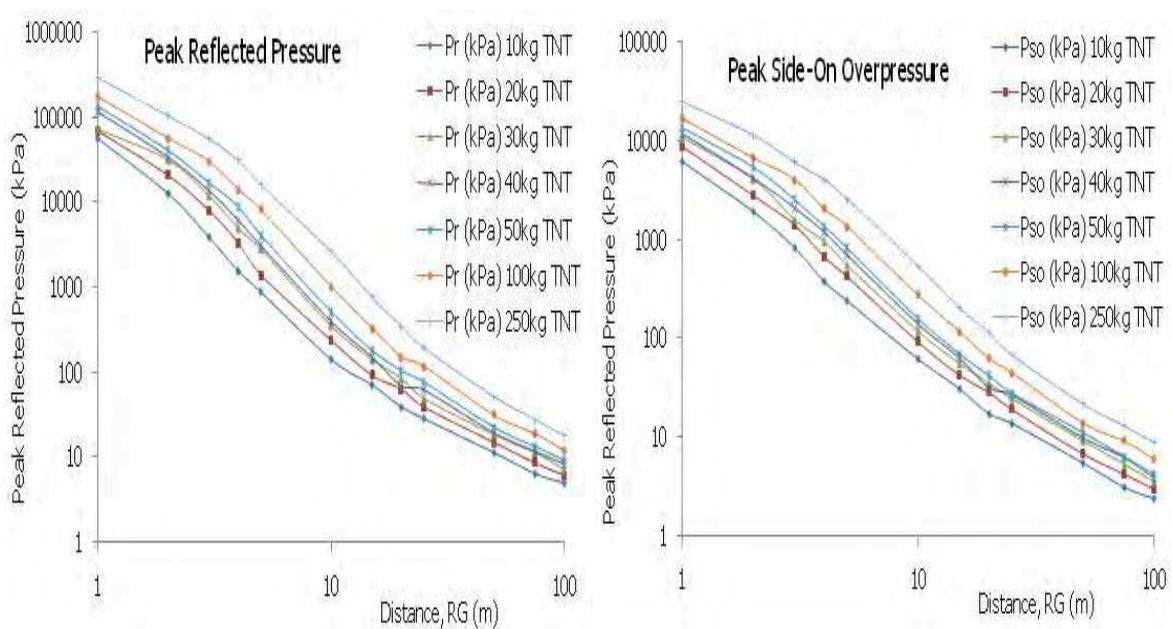 Peak Reflected Pressure
Peak Reflected Pressure (kPa)
1000000
100000
10000
1000
100
10
1
1
10
100
Distance, RG (m)
Pr (kPa) 10kg TNT
Pr (kPa) 20kg TNT
Pr (kPa) 30kg TNT
Pr (kPa) 40kg TNT
Pr (kPa) 50kg TNT
Pr (kPa) 100kg TNT
Pr (kPa) 250kg TNT
Peak Side-On Overpressure
Peak Reflected Pressure (kPa)
100000
10000
1000
100
10
1
1
10
100
Distance, RG (m)
Pso (kPa) 10kg TNT
Pso (kPa) 20kg TNT
Pso (kPa) 30kg TNT
Pso (kPa) 40kg TNT
Pso (kPa) 50kg TNT
Pso (kPa) 100kg TNT
Pso (kPa) 250kg TNT